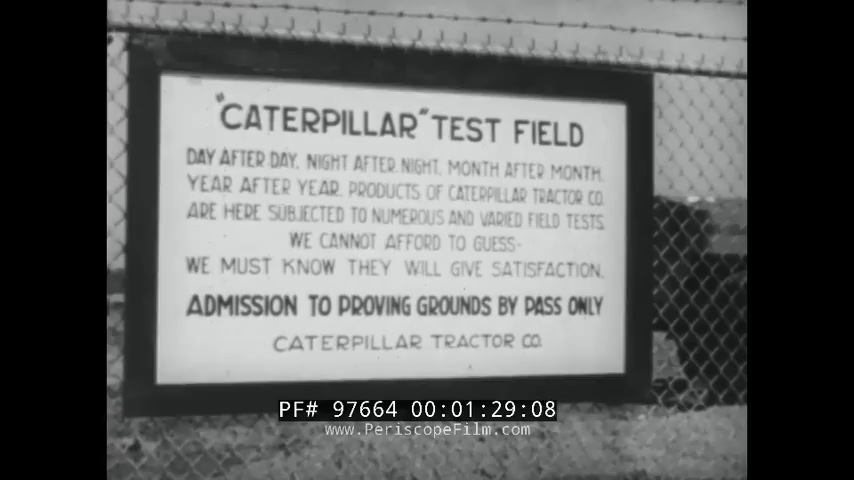 "CATERPILLAR" TEST FIELD
DAY AFTER DAY, NIGHT AFTER NIGHT, MONTH AFTER MONTH,
YEAR AFTER YEAR, PRODUCTS OF CATERPILLAR TRACTOR CO.
ARE HERE SUBJECTED TO NUMEROUS AND VARIED FIELD TESTS.
WE CANNOT AFFORD TO GUESS-
WE MUST KNOW THEY WILL GIVE SATISFACTION.
ADMISSION TO PROVING GROUNDS BY PASS ONLY
CATERPILLAR TRACTOR CO.
PF# 97664 00:01:29:08
www.PeriscopeFilm.com